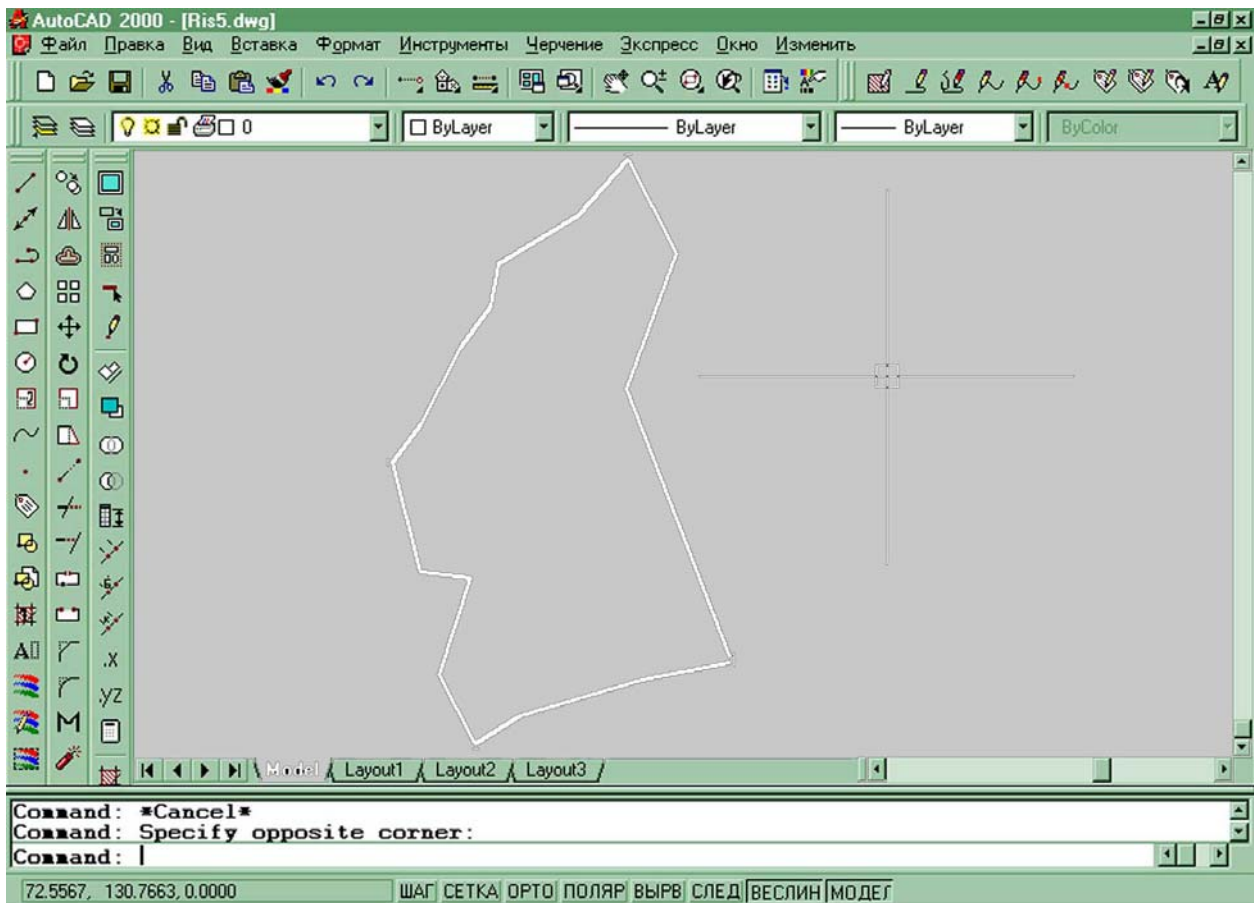 AutoCAD 2000 - [Ris5.dwg]
Файл Правка Вид Вставка Формат Инструменты Черчение Экспресс Окно Изменить
0 ByLayer ByLayer ByLayer ByColor
.X
.YZ
Model Layout1 Layout2 Layout3
Command: *Cancel*
Command: Specify opposite corner:
Command:
72.5567, 130.7663, 0.0000 ШАГ СЕТКА ОРТО ПОЛЯР ВЫРВ СЛЕД ВЕСЛИН МОДЕЛ